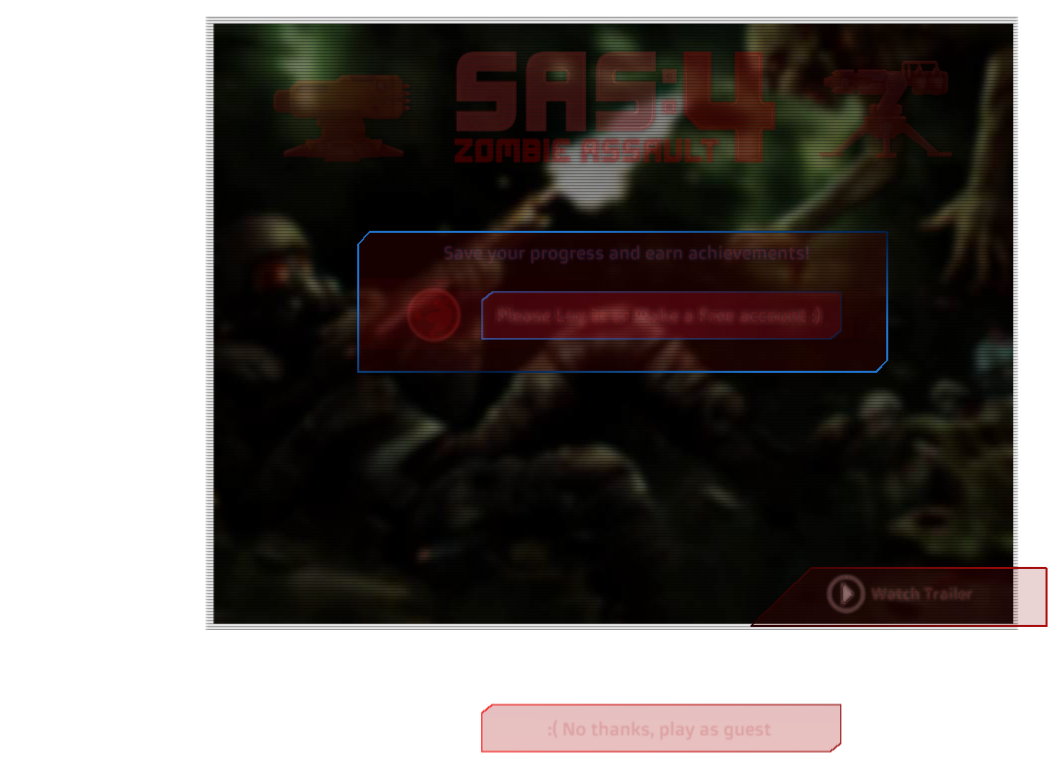 SAS:4
ZOMBIE ASSAULT
Save your progress and earn achievements!
Please Log in or Make a Free account :)
Watch Trailer
:( No thanks, play as guest